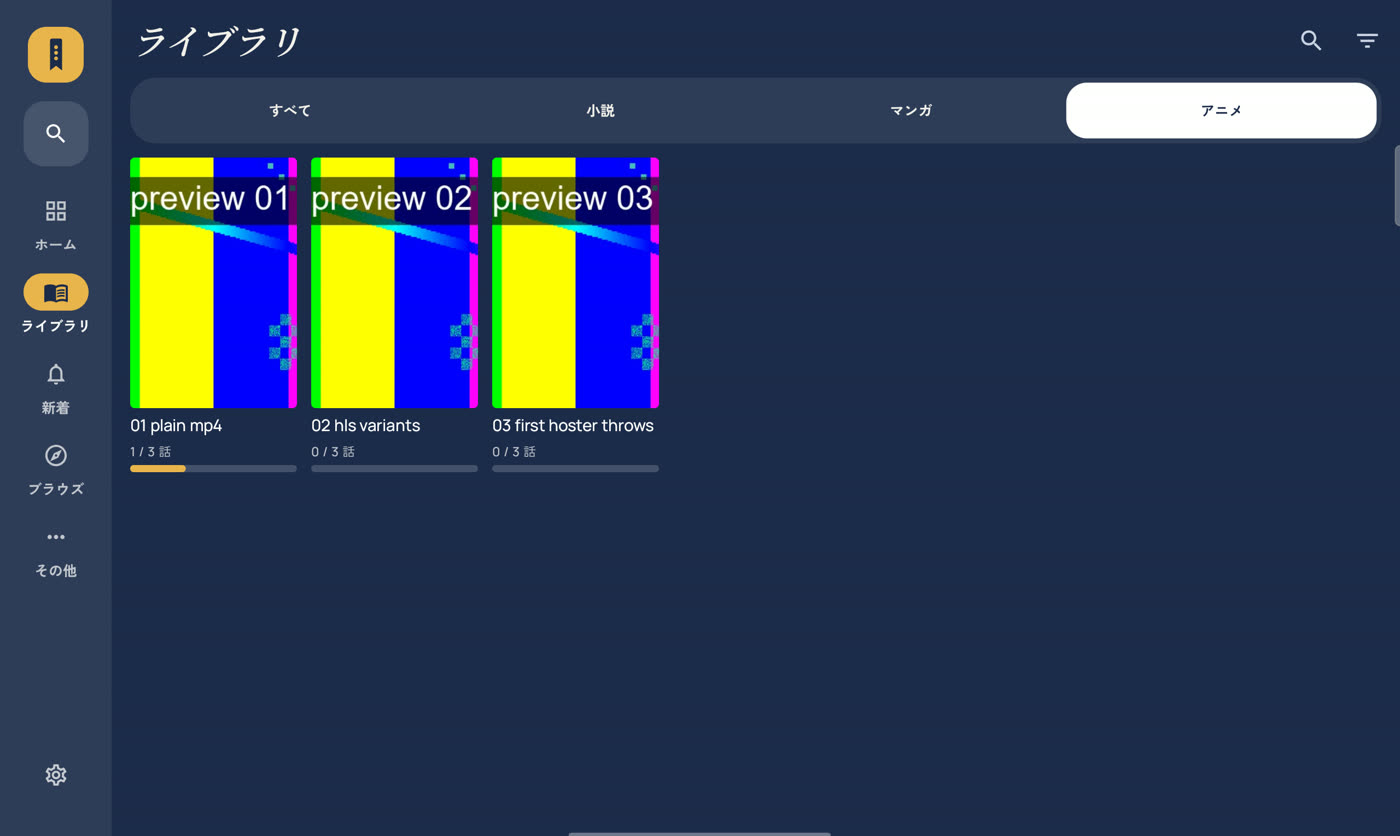 ライブラリ
すべて
小説
マンガ
アニメ
ホーム
ライブラリ
新着
ブラウズ
その他
preview 01
preview 02
preview 03
01 plain mp4
02 hls variants
03 first hoster throws
1 / 3 話
0 / 3 話
0 / 3 話